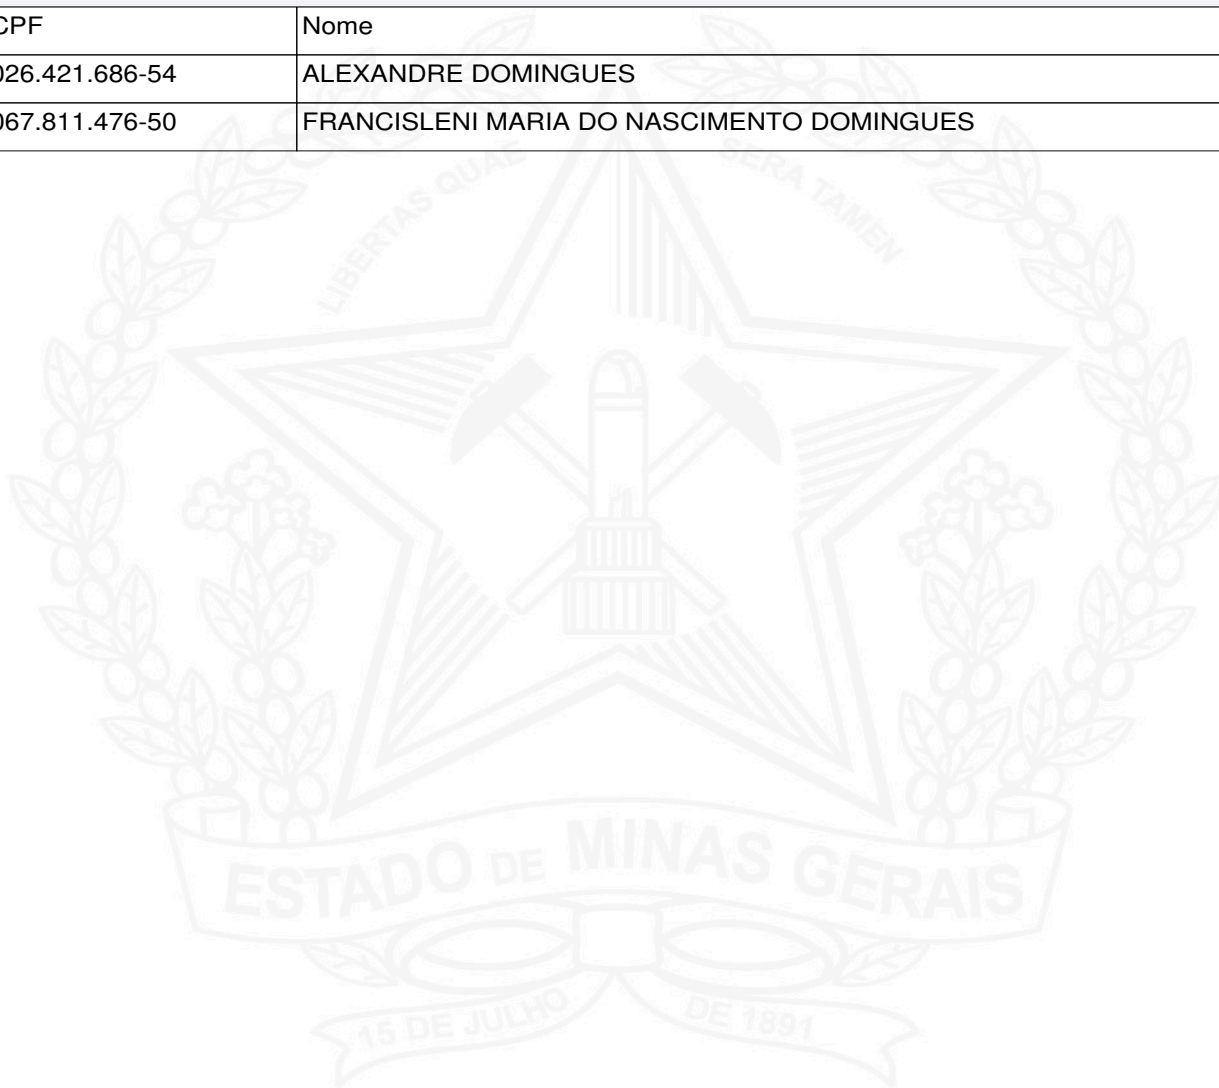 CPF Nome
026.421.686-54 ALEXANDRE DOMINGUES
067.811.476-50 FRANCISLENI MARIA DO NASCIMENTO DOMINGUES
LIBERTAS QUAE SERA TAMEN
ESTADO DE MINAS GERAIS
15 DE JULHO DE 1891